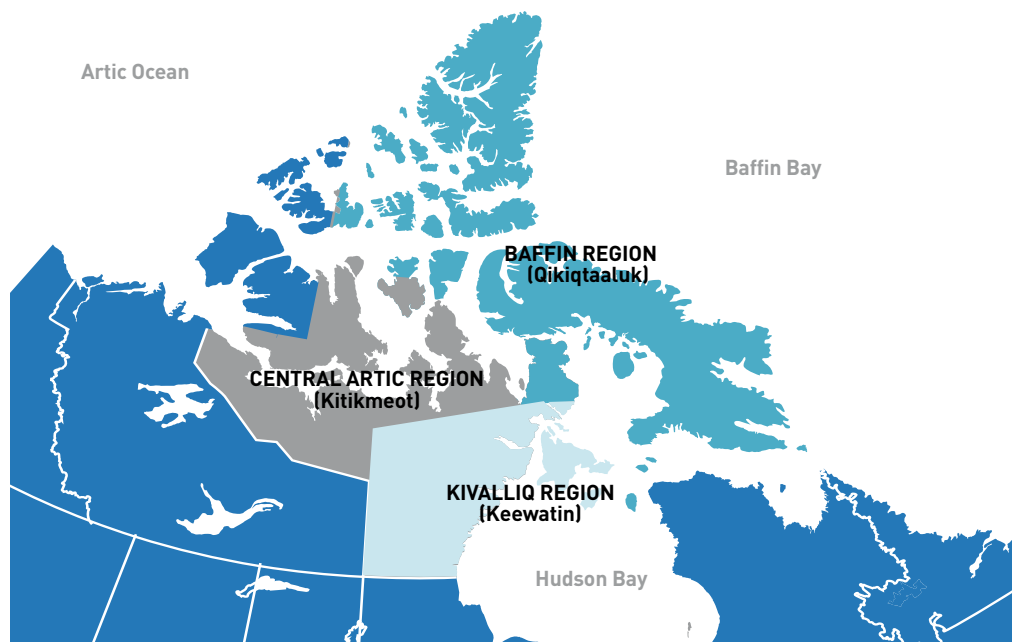 Artic Ocean
Baffin Bay
BAFFIN REGION
(Qikiqtaaluk)
CENTRAL ARTIC REGION
(Kitikmeot)
KIVALLIQ REGION
(Keewatin)
Hudson Bay